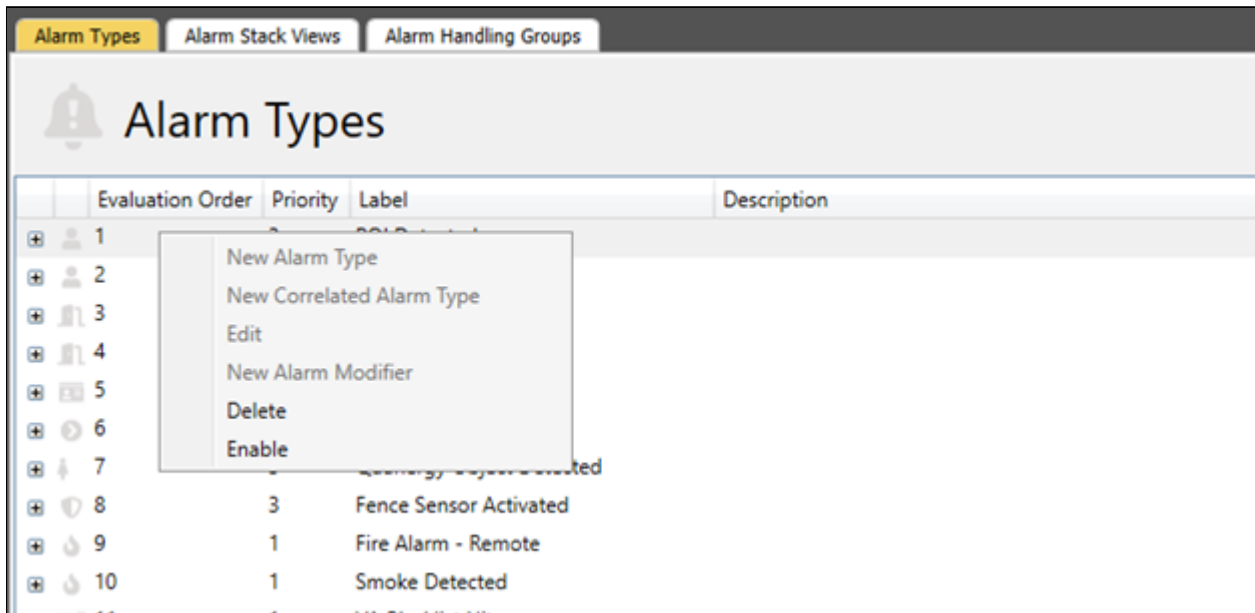 Alarm Types Alarm Stack Views Alarm Handling Groups
Alarm Types
Evaluation Order Priority Label Description
1
New Alarm Type
2
New Correlated Alarm Type
3
Edit
4
New Alarm Modifier
5
Delete
6
Enable
7 Detected
8 3 Fence Sensor Activated
9 1 Fire Alarm - Remote
10 1 Smoke Detected